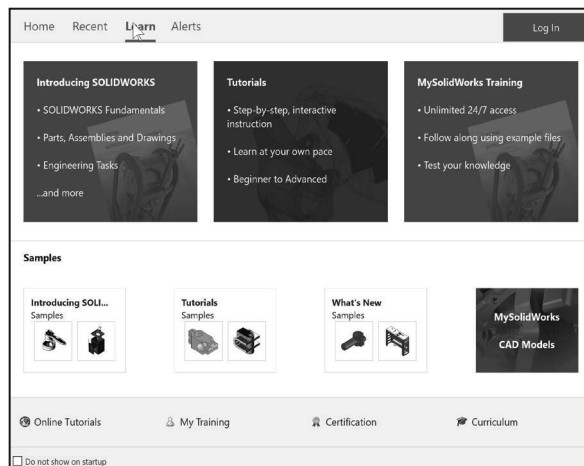 Home Recent Learn Alerts Log In
Introducing SOLIDWORKS
• SOLIDWORKS Fundamentals
• Parts, Assemblies and Drawings
• Engineering Tasks
...and more
Tutorials
• Step-by-step, interactive
instruction
• Learn at your own pace
• Beginner to Advanced
MySolidWorks Training
• Unlimited 24/7 access
• Follow along using example files
• Test your knowledge
Samples
Introducing SOLI...
Samples
Tutorials
Samples
What's New
Samples
MySolidWorks
CAD Models
Online Tutorials My Training Certification Curriculum
Do not show on startup